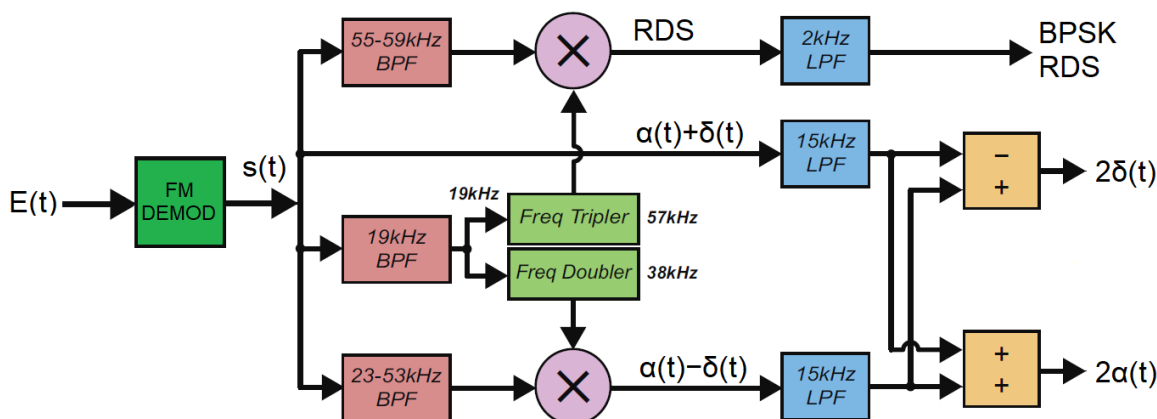 55-59kHz
BPF
RDS
2kHz
LPF
BPSK
RDS
α(t)+δ(t)
15kHz
LPF
−
+
2δ(t)
E(t)
FM
DEMOD
s(t)
19kHz
BPF
19kHz
Freq Tripler
57kHz
Freq Doubler
38kHz
23-53kHz
BPF
α(t)−δ(t)
15kHz
LPF
+
+
2α(t)